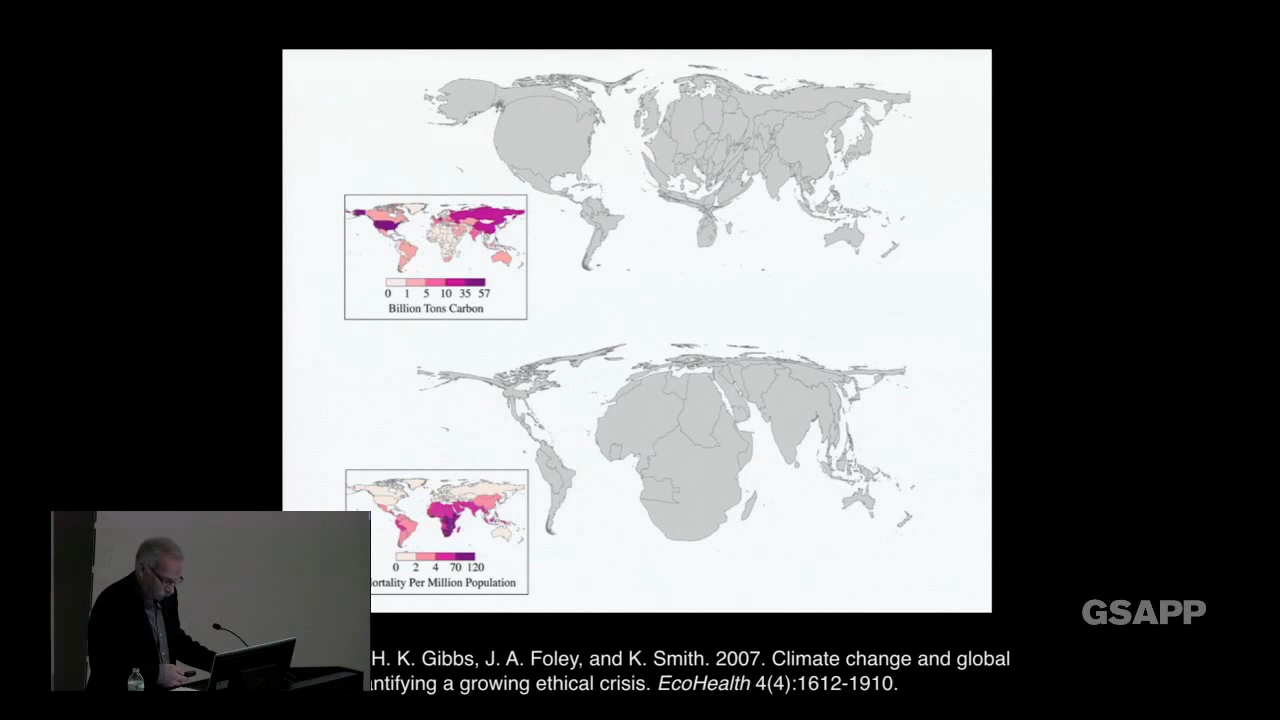 0 1 5 10 35 57
Billion Tons Carbon
0 2 4 70 120
ortality Per Million Population
GSAPP
H. K. Gibbs, J. A. Foley, and K. Smith. 2007. Climate change and global
antifying a growing ethical crisis. EcoHealth 4(4):1612-1910.